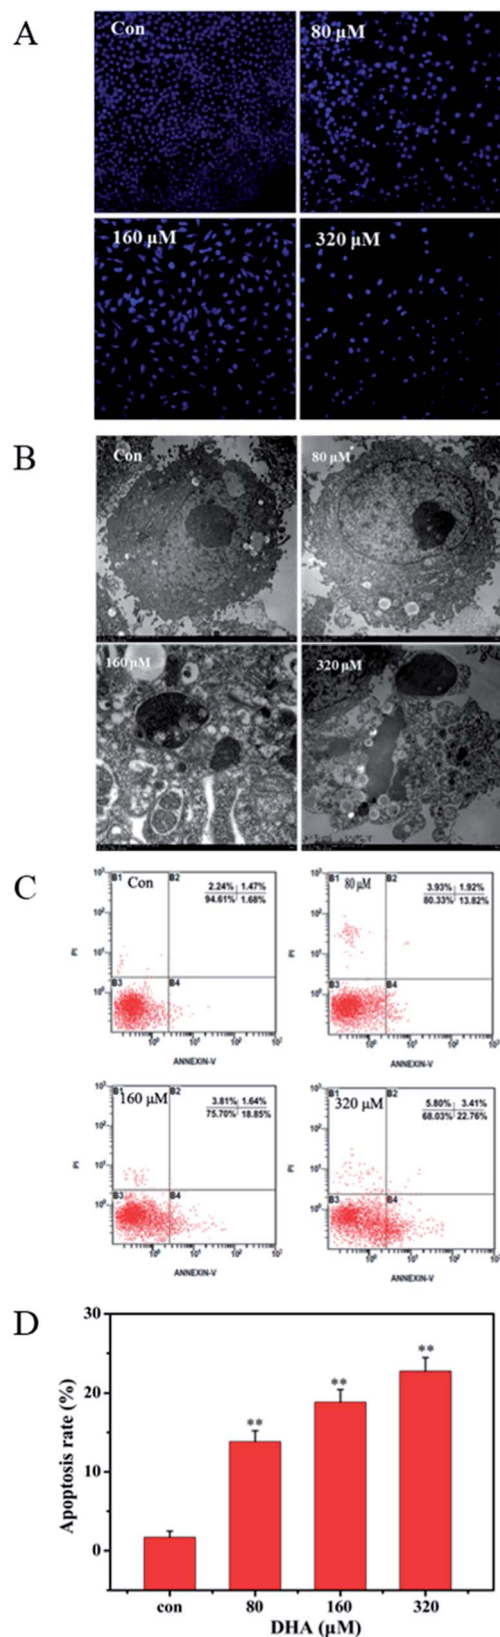 A
Con
80 µM
160 µM
320 µM
B
Con
80 µM
160 µM
320 µM
C
B1 B2
Con
2.24% 1.47%
94.61% 1.68%
B3 B4
PI
ANNEXIN-V
B1 B2
80 µM
3.93% 1.92%
80.33% 13.82%
B3 B4
PI
ANNEXIN-V
B1 B2
160 µM
3.81% 1.64%
75.70% 18.85%
B3 B4
PI
ANNEXIN-V
B1 B2
320 µM
5.80% 3.41%
68.03% 22.76%
B3 B4
PI
ANNEXIN-V
D
Apoptosis rate (%)
30
20
10
0
**
**
**
con 80 160 320
DHA (µM)